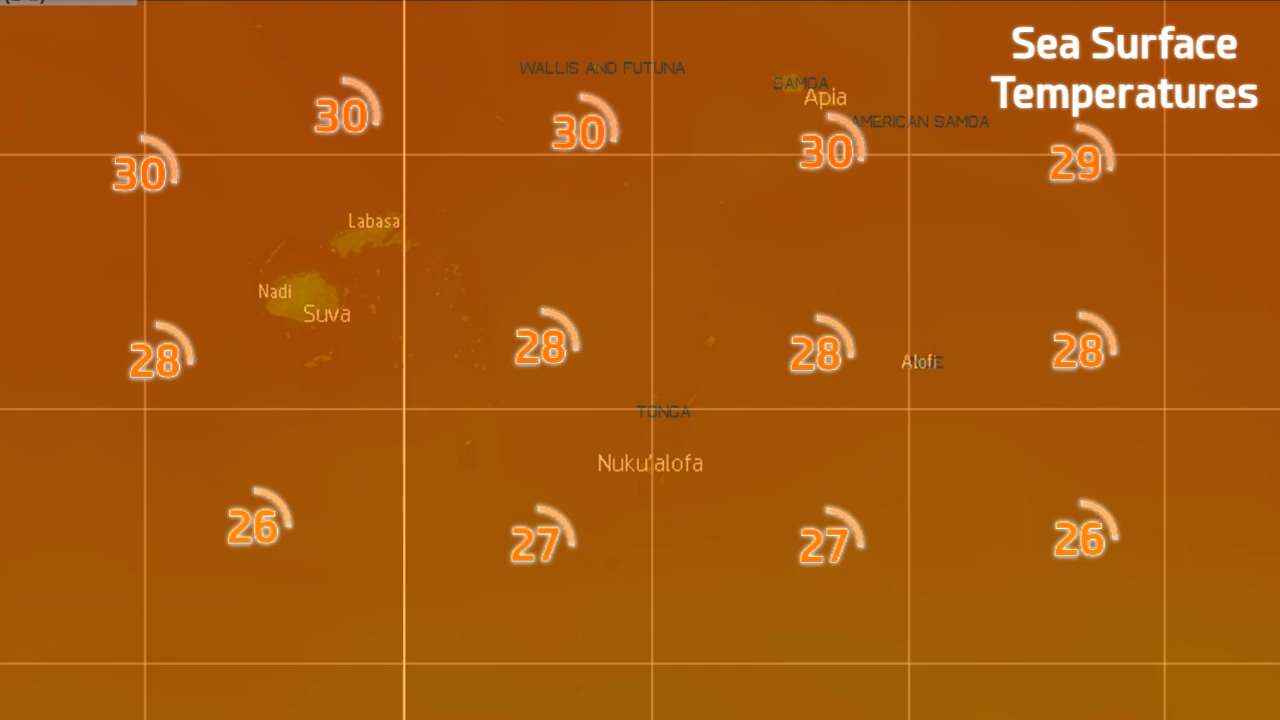 Sea Surface
Temperatures
WALLIS AND FUTUNA
SAMOA
Apia
30
30
30
AMERICAN SAMOA
30
29
Labasa
Nadi
Suva
28
28
28
Alofi
28
TONGA
Nuku'alofa
26
27
27
26